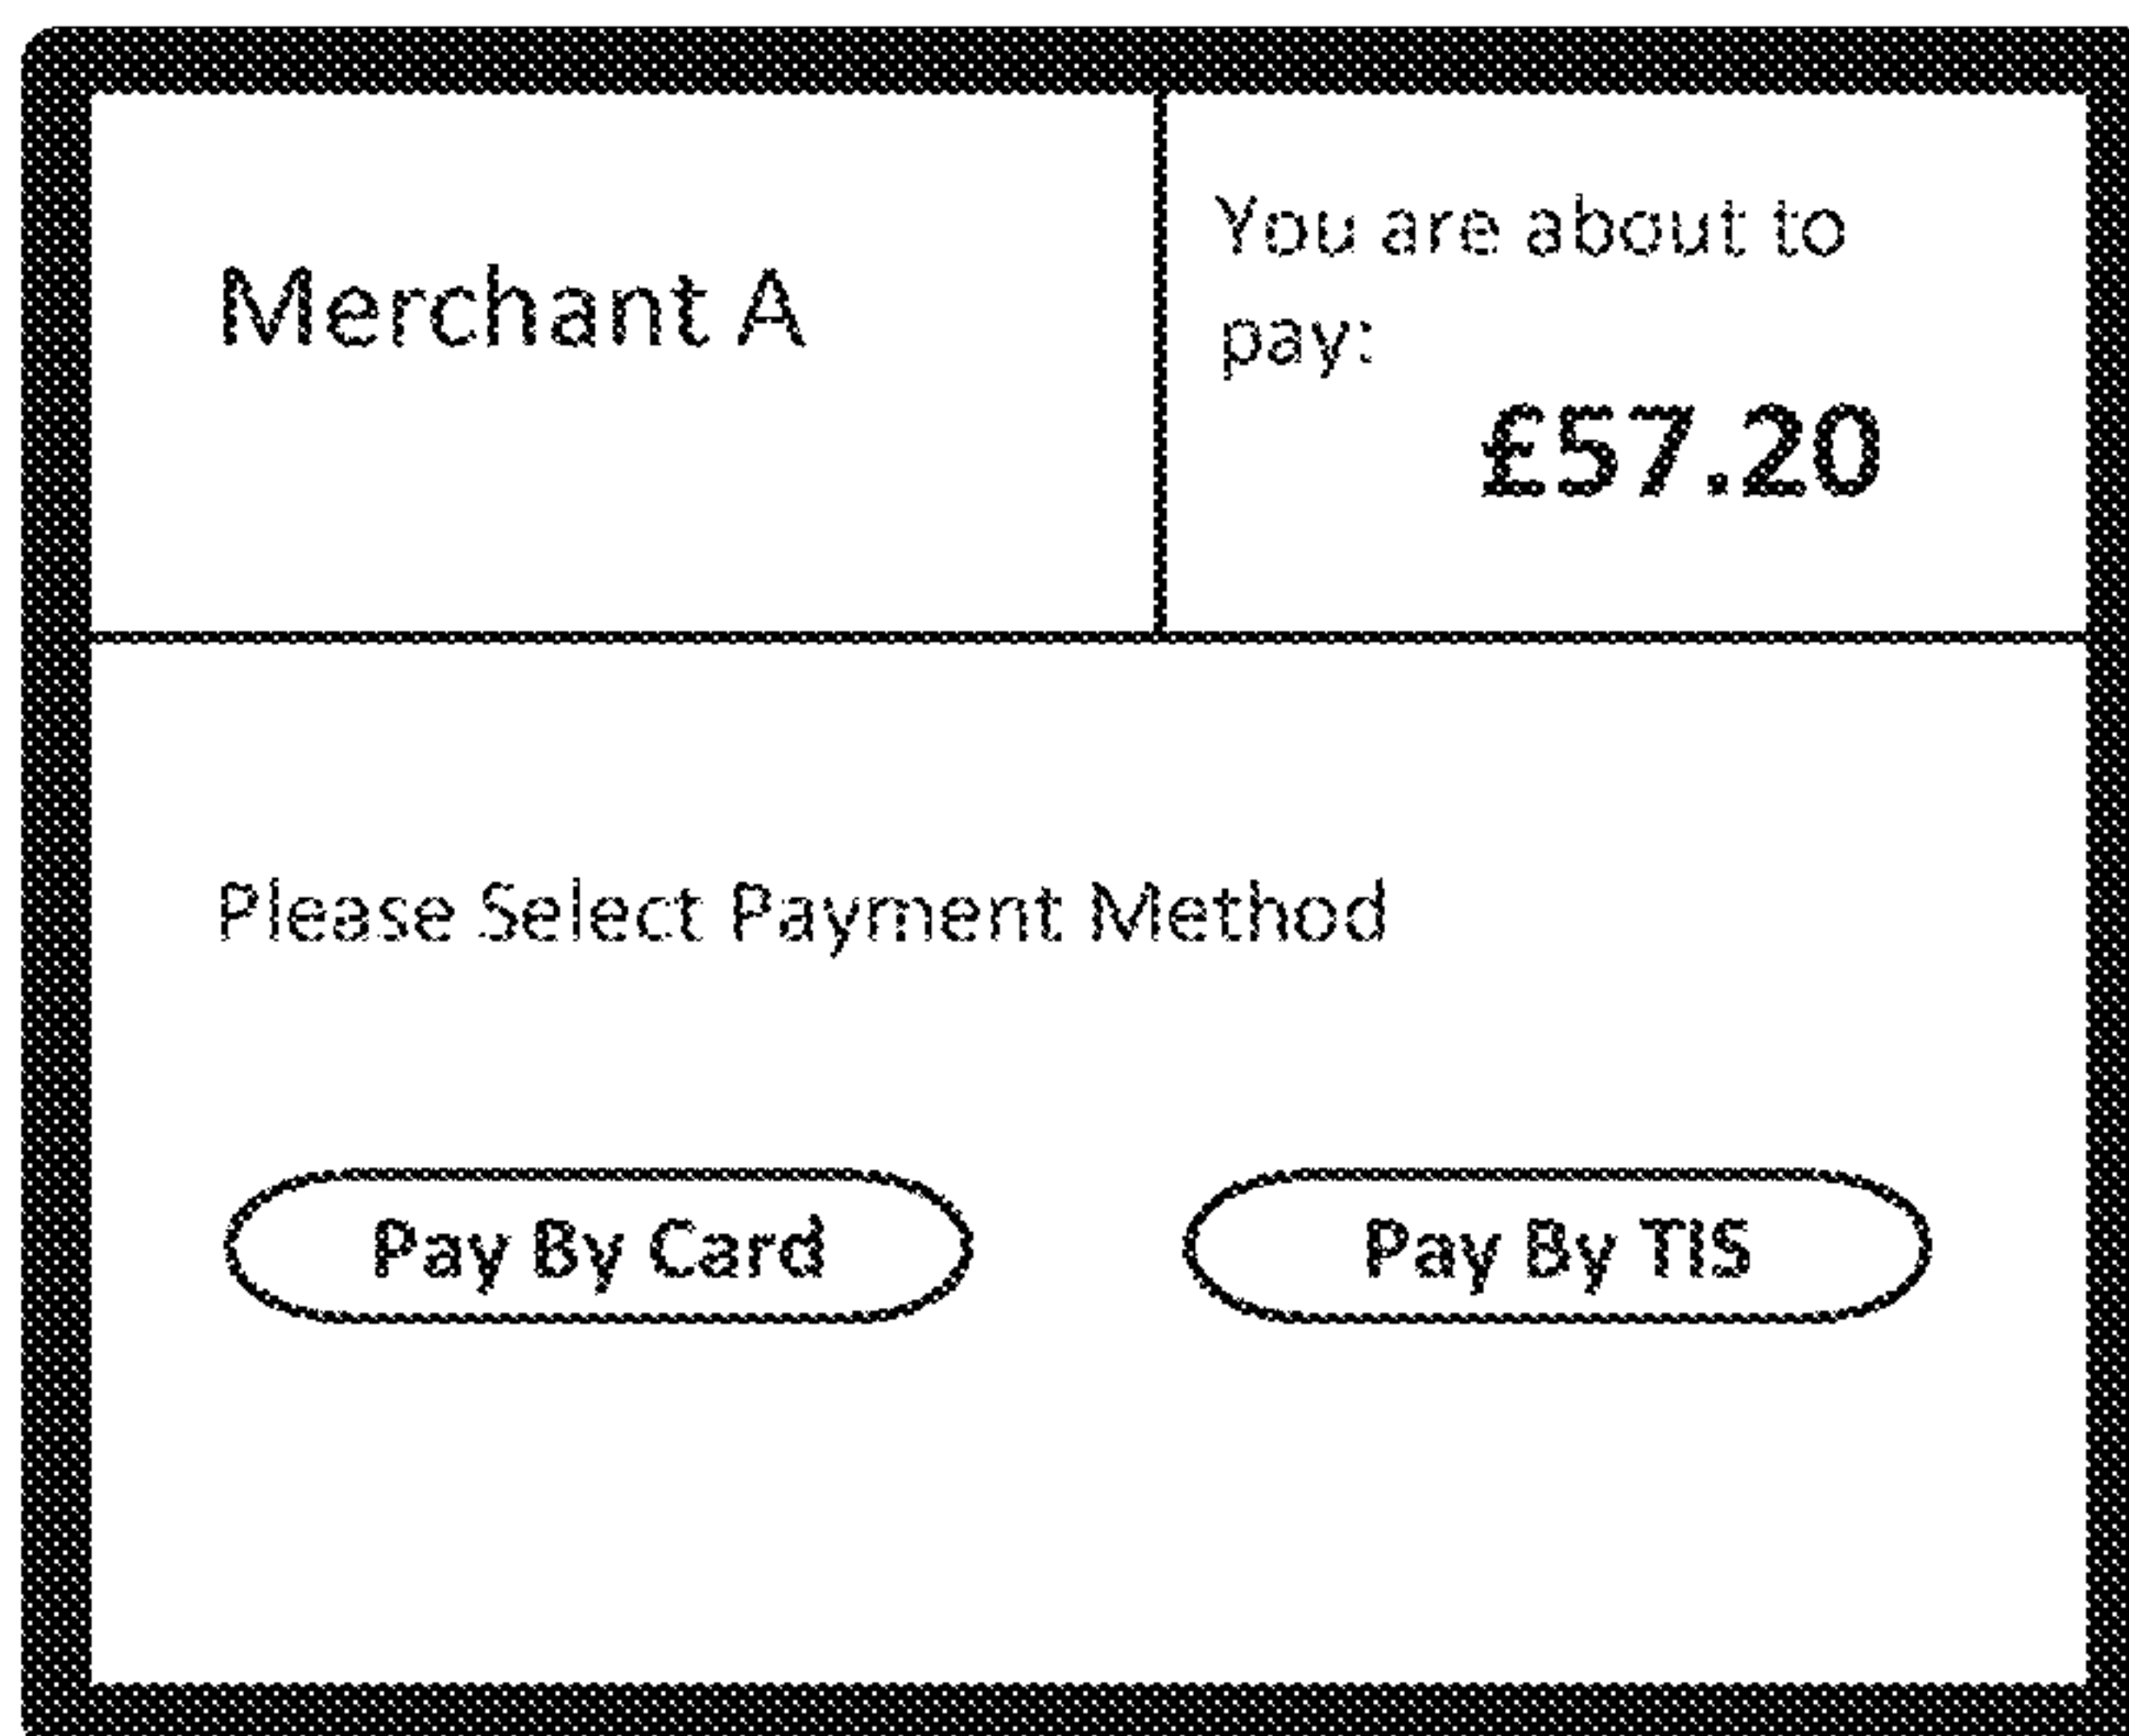 Merchant A
You are about to
pay:
£57.20
Please Select Payment Method
Pay By Card
Pay By TIS